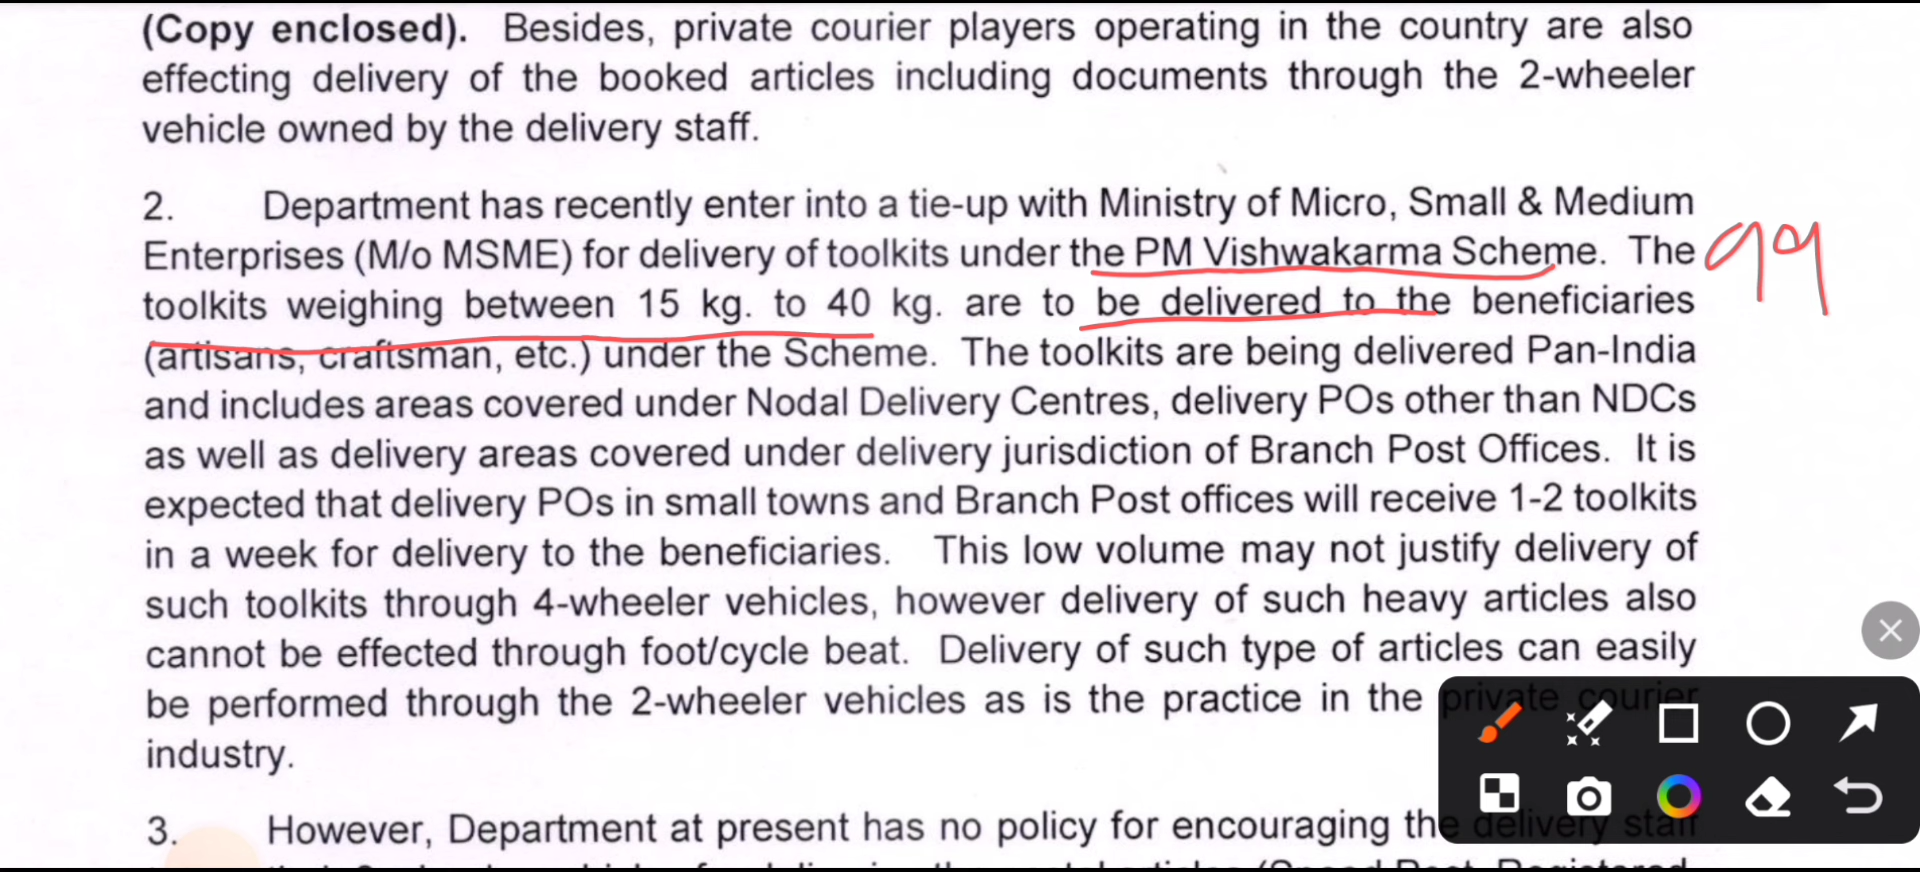 (Copy enclosed). Besides, private courier players operating in the country are also
effecting delivery of the booked articles including documents through the 2-wheeler
vehicle owned by the delivery staff.
2. Department has recently enter into a tie-up with Ministry of Micro, Small & Medium
Enterprises (M/o MSME) for delivery of toolkits under the PM Vishwakarma Scheme. The
toolkits weighing between 15 kg. to 40 kg. are to be delivered to the beneficiaries
(artisans, craftsman, etc.) under the Scheme. The toolkits are being delivered Pan-India
and includes areas covered under Nodal Delivery Centres, delivery POs other than NDCs
as well as delivery areas covered under delivery jurisdiction of Branch Post Offices. It is
expected that delivery POs in small towns and Branch Post offices will receive 1-2 toolkits
in a week for delivery to the beneficiaries. This low volume may not justify delivery of
such toolkits through 4-wheeler vehicles, however delivery of such heavy articles also
cannot be effected through foot/cycle beat. Delivery of such type of articles can easily
be performed through the 2-wheeler vehicles as is the practice in the private courier
industry.
3. However, Department at present has no policy for encouraging the delivery staff